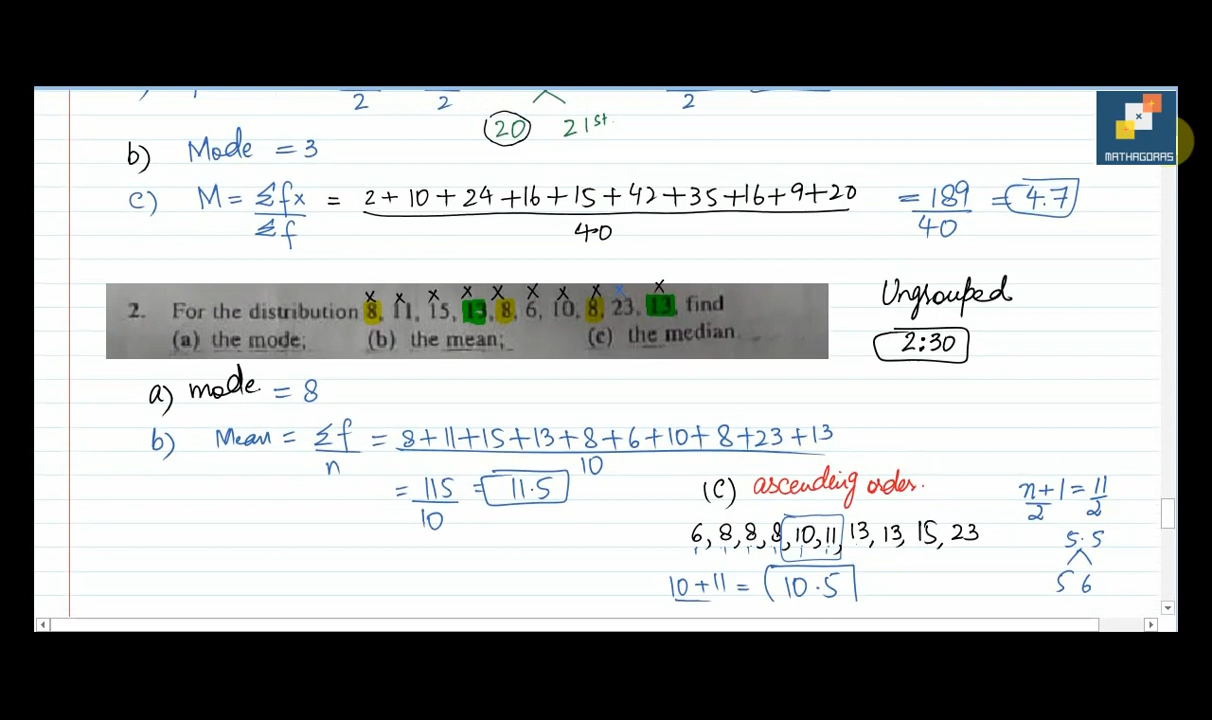 2 2 2
20 21st.
b) Mode = 3
MATHAGORAS
c) M = Σfx / Σf = 2 + 10 + 24 + 16 + 15 + 42 + 35 + 16 + 9 + 20 / 40 = 189 / 40 = 4.7
2. For the distribution 8, 11, 15, 13, 8, 6, 10, 8, 23, 13, find
(a) the mode; (b) the mean; (c) the median.
Ungrouped
2:30
a) mode = 8
b) Mean = Σf / n = 8+11+15+13+8+6+10+8+23+13 / 10
= 115 / 10 = 11.5
(C) ascending order.
6, 8, 8, 8, 10, 11, 13, 13, 15, 23
10 + 11 = 10.5
n+1 / 2 = 11 / 2
5.5
5 6